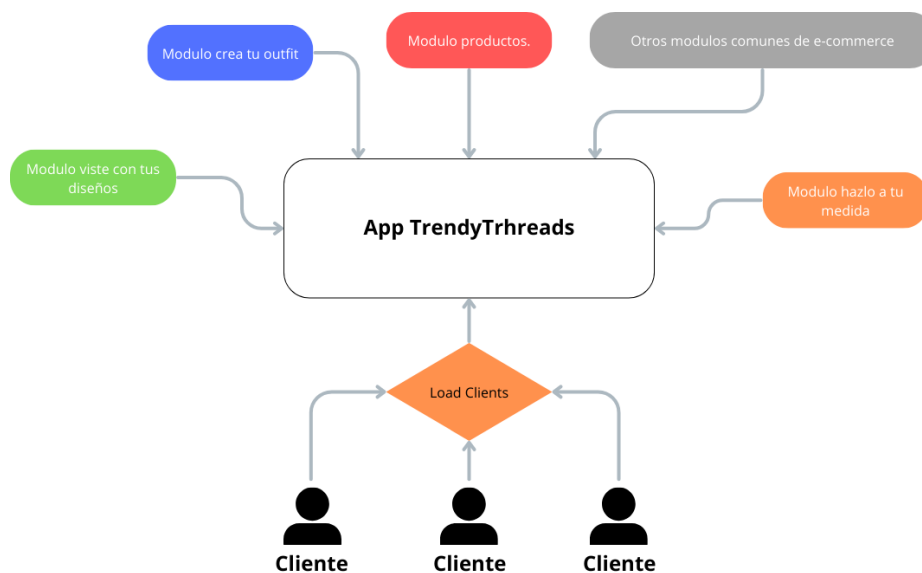 Modulo crea tu outfit
Modulo productos.
Otros modulos comunes de e-commerce
Modulo viste con tus
diseños
Modulo hazlo a tu
medida
App TrendyTrhreads
Load Clients
Cliente
Cliente
Cliente